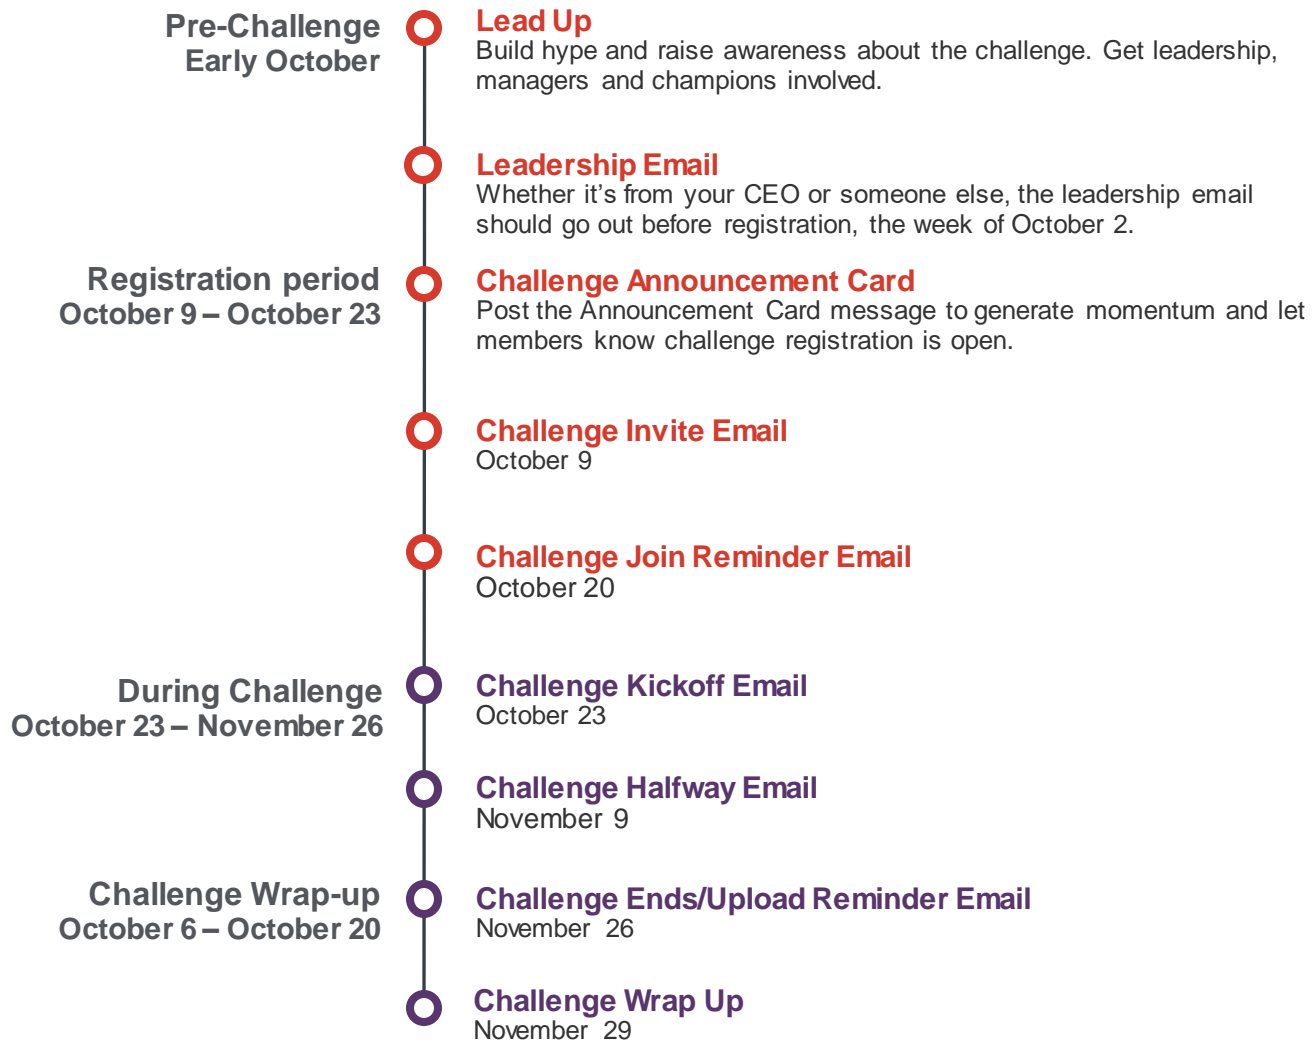 Pre-Challenge
Early October
Lead Up
Build hype and raise awareness about the challenge. Get leadership,
managers and champions involved.
Leadership Email
Whether it's from your CEO or someone else, the leadership email
should go out before registration, the week of October 2.
Registration period
October 9 – October 23
Challenge Announcement Card
Post the Announcement Card message to generate momentum and let
members know challenge registration is open.
Challenge Invite Email
October 9
Challenge Join Reminder Email
October 20
During Challenge
October 23 – November 26
Challenge Kickoff Email
October 23
Challenge Halfway Email
November 9
Challenge Wrap-up
October 6 – October 20
Challenge Ends/Upload Reminder Email
November 26
Challenge Wrap Up
November 29